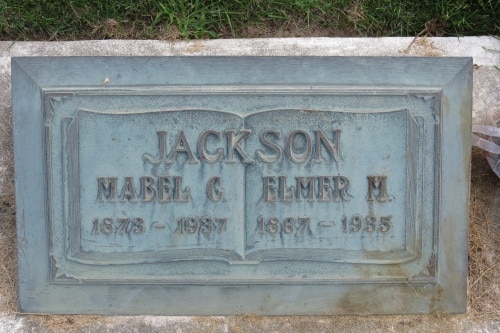 JACKSON
MABEL C. ELMER M.
1873 – 1937 1867 – 1935